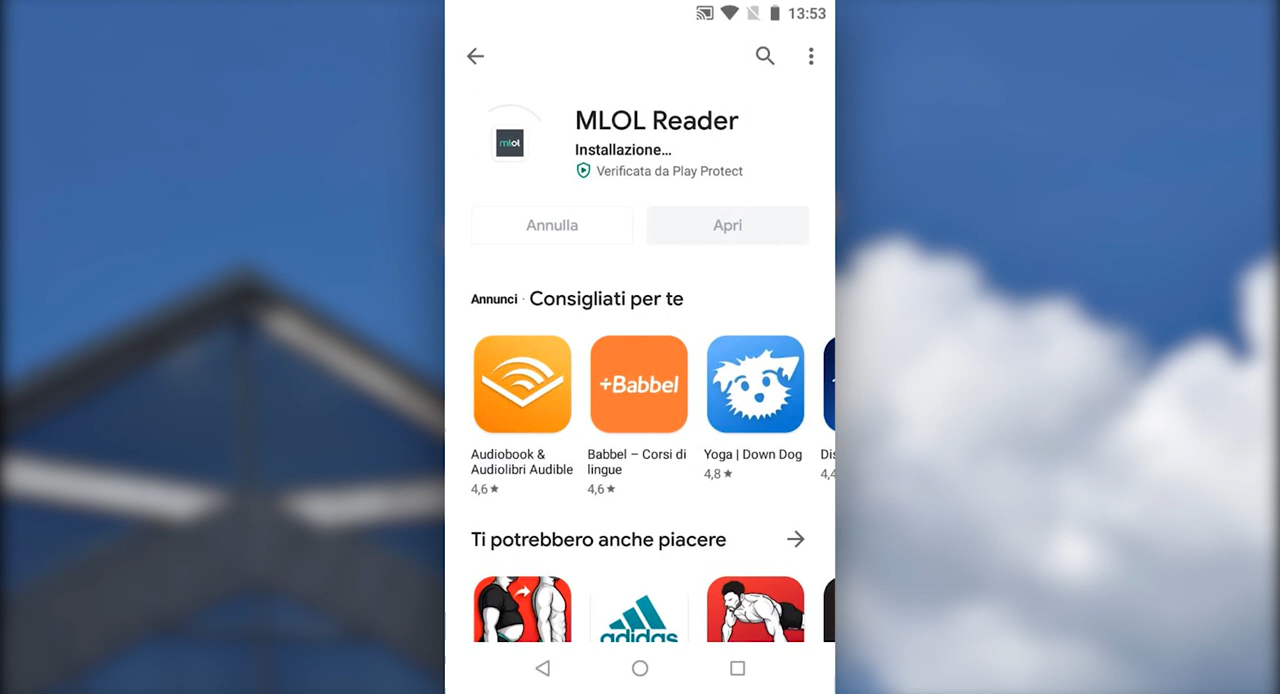 13:53
mlol
MLOL Reader
Installazione...
Verificata da Play Protect
Annulla
Apri
Annunci · Consigliati per te
+Babbel
Audiobook &
Audiolibri Audible
4,6★
Babbel – Corsi di
lingue
4,6★
Yoga | Down Dog
4,8★
Dis
4,4
Ti potrebbero anche piacere
adidas